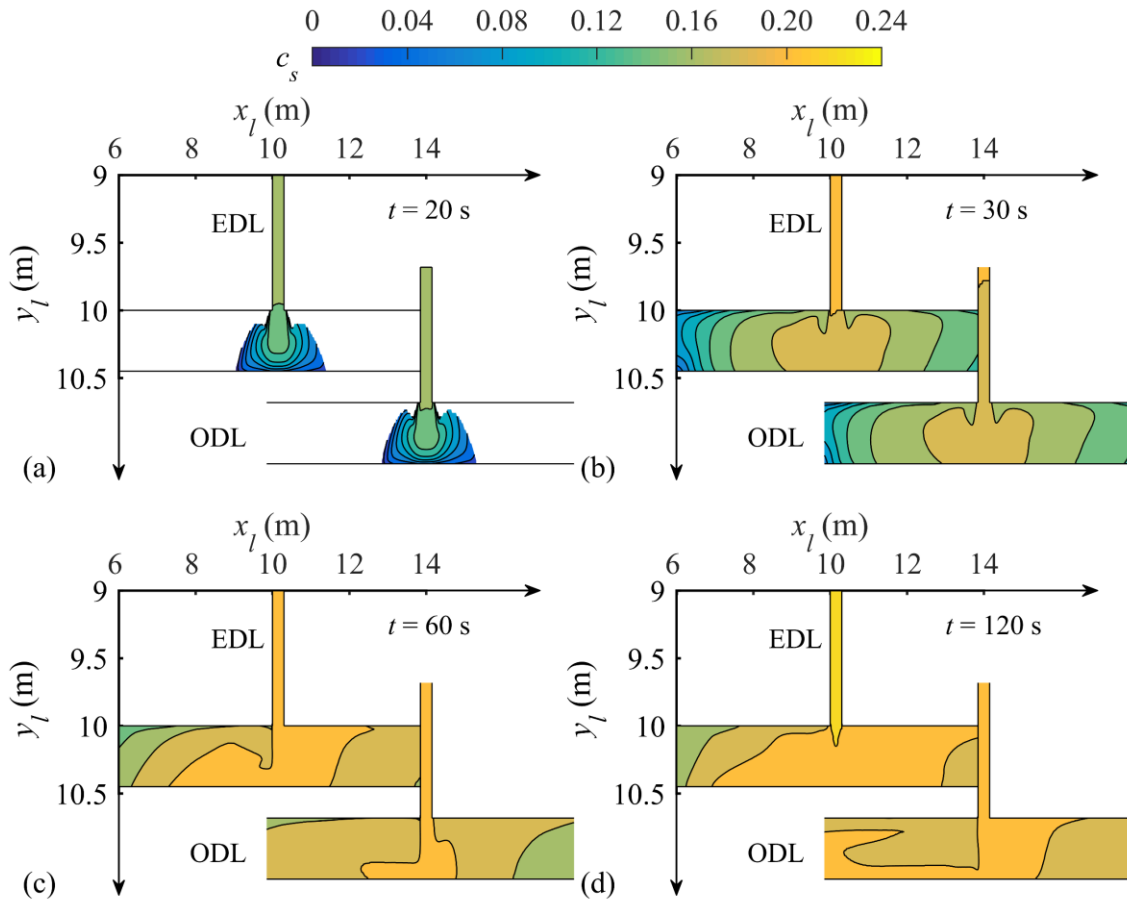 0 0.04 0.08 0.12 0.16 0.20 0.24
c_s
x_l (m) x_l (m)
6 8 10 12 14 6 8 10 12 14
9 9
EDL t = 20 s EDL t = 30 s
9.5 9.5
y_l (m) y_l (m)
10 10
10.5 10.5
ODL ODL
(a) (b)
x_l (m) x_l (m)
6 8 10 12 14 6 8 10 12 14
9 9
EDL t = 60 s EDL t = 120 s
9.5 9.5
y_l (m) y_l (m)
10 10
10.5 10.5
ODL ODL
(c) (d)